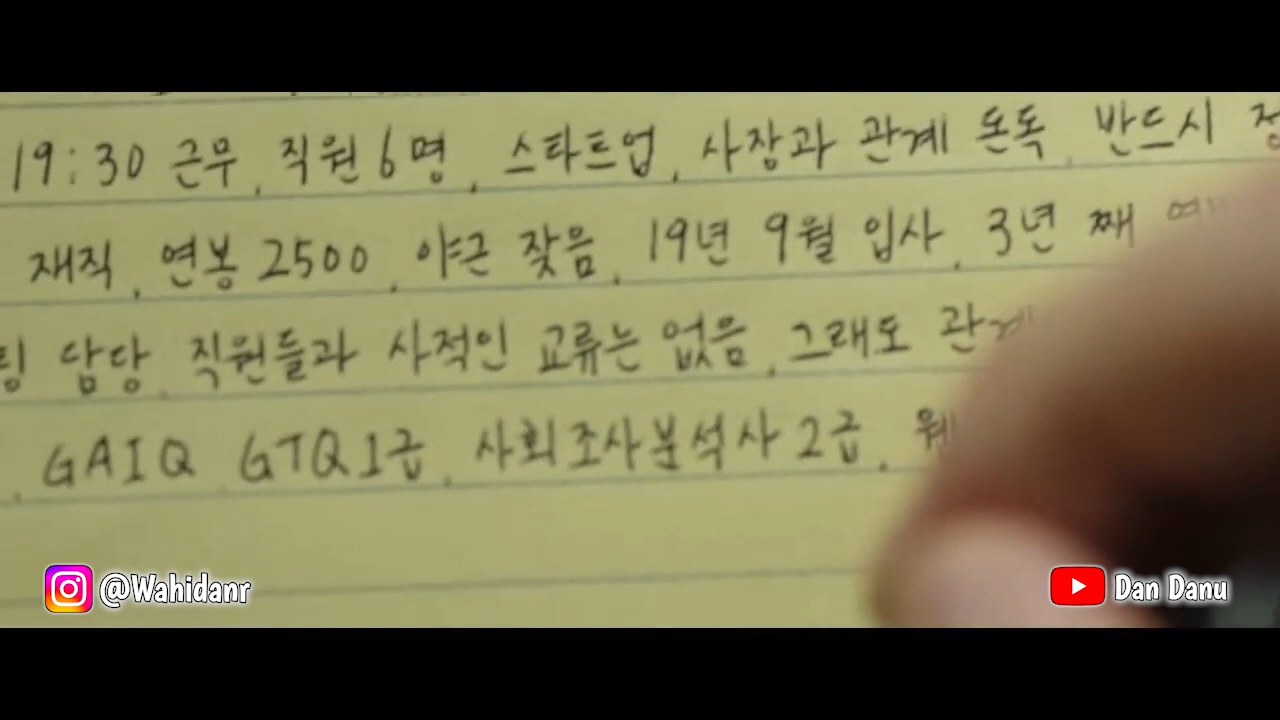 19:30 근무, 직원 6명, 스타트업, 사장과 관계 돈독, 반드시
재직, 연봉 2500, 야근 잦음, 19년 9월 입사, 3년 째
팅 담당, 직원들과 사적인 교류는 없음, 그래도 관계
, GAIQ, GTQ1급, 사회조사분석사 2급, 웹
@Wahidanr
Dan Danu